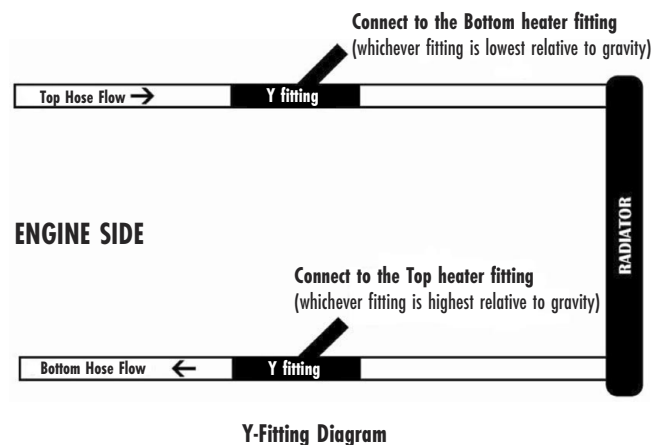 Connect to the Bottom heater fitting
(whichever fitting is lowest relative to gravity)
Top Hose Flow →
Y fitting
ENGINE SIDE
RADIATOR
Connect to the Top heater fitting
(whichever fitting is highest relative to gravity)
Bottom Hose Flow ←
Y fitting
Y-Fitting Diagram